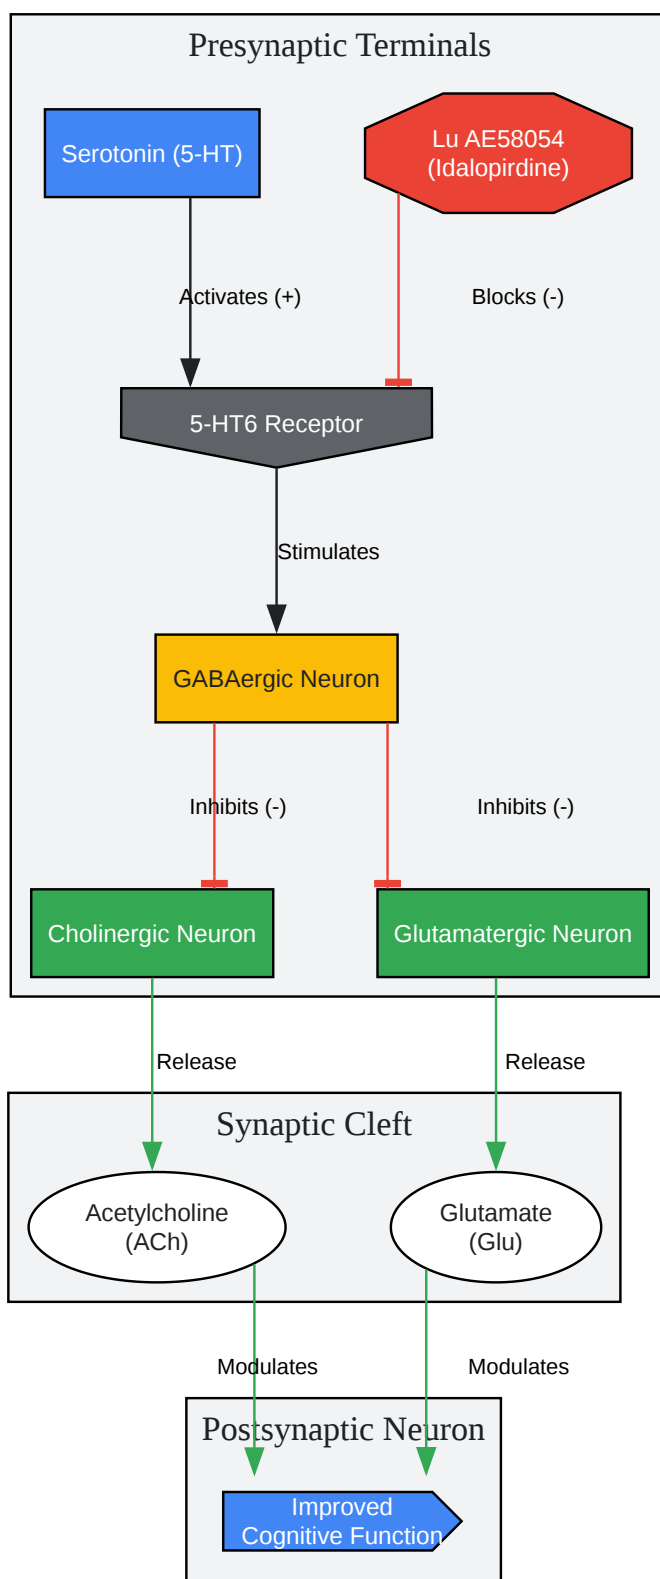 Presynaptic Terminals
Serotonin (5-HT)
Lu AE58054
(Idalopirdine)
Activates (+)
Blocks (-)
5-HT6 Receptor
Stimulates
GABAergic Neuron
Inhibits (-)
Inhibits (-)
Cholinergic Neuron
Glutamatergic Neuron
Release
Release
Synaptic Cleft
Acetylcholine
(ACh)
Glutamate
(Glu)
Modulates
Modulates
Postsynaptic Neuron
Improved
Cognitive Function